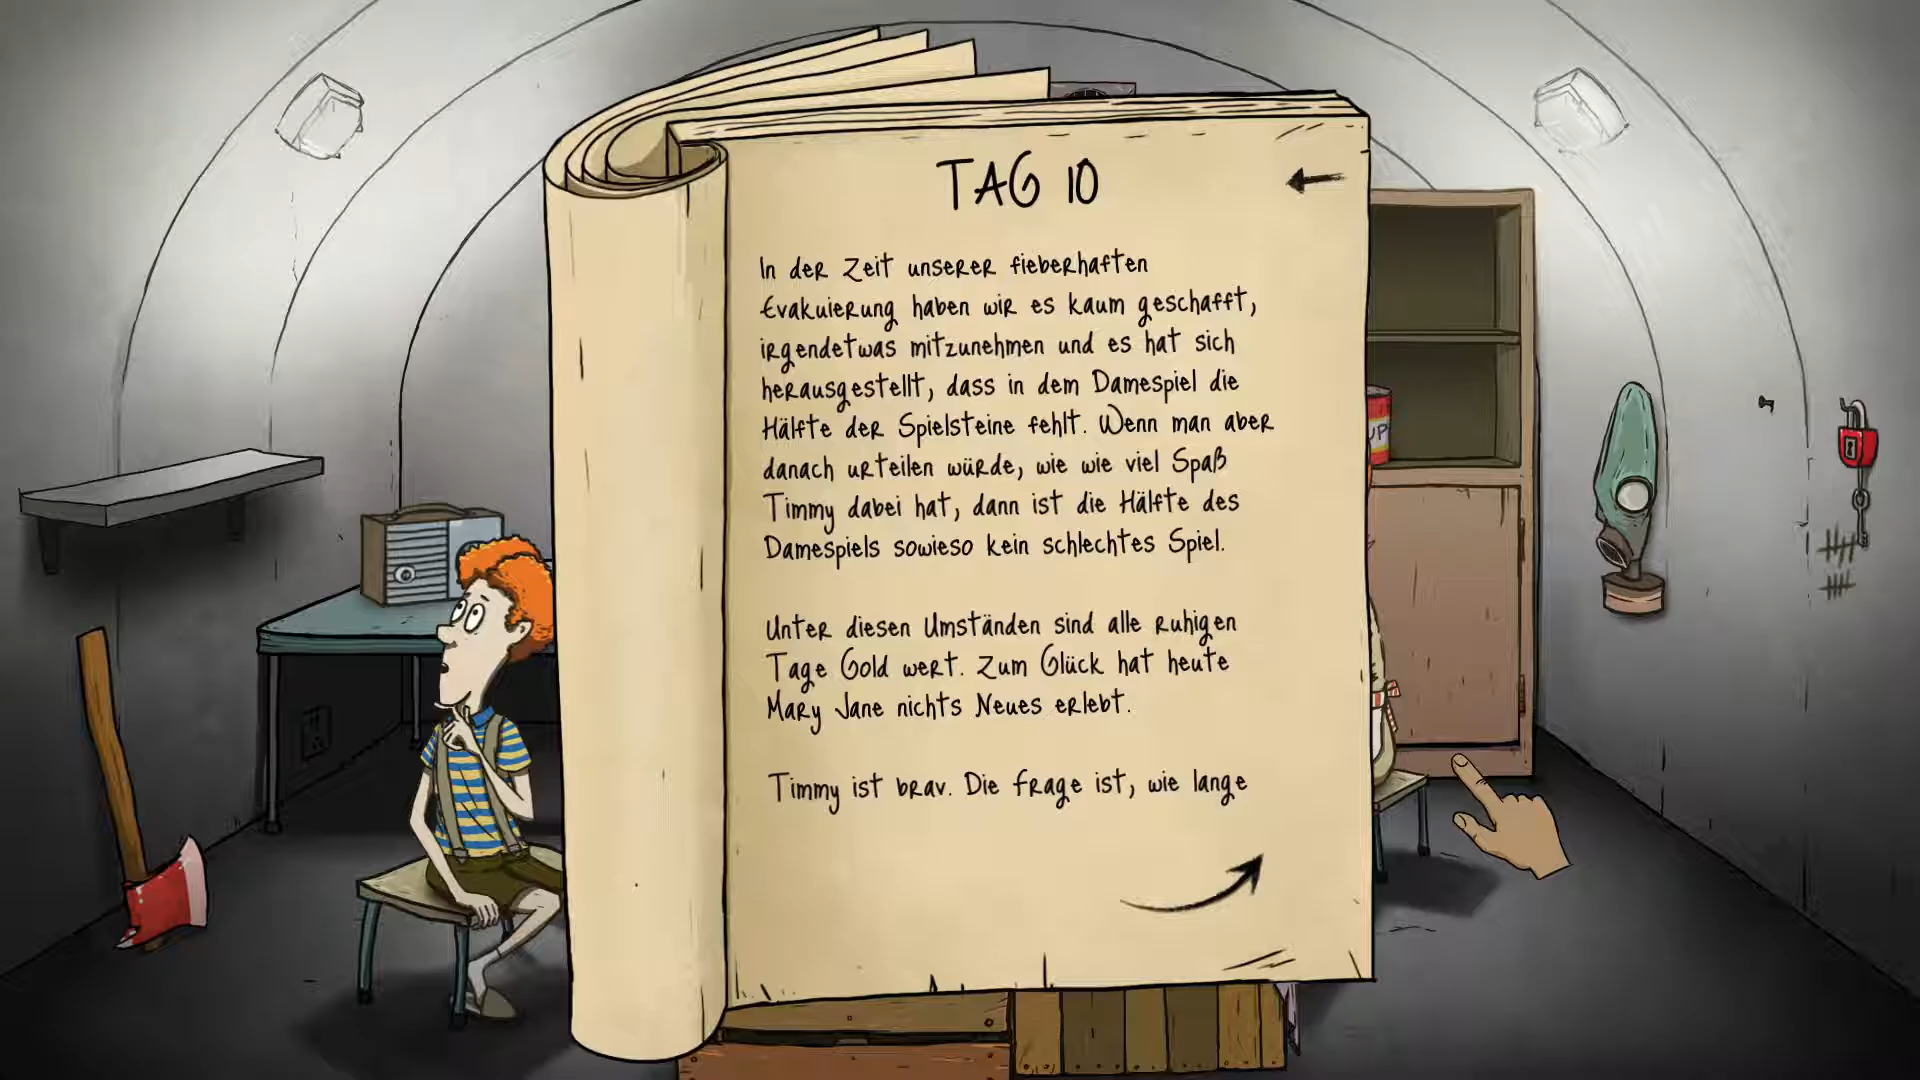 TAG 10
In der Zeit unserer fieberhaften
Evakuierung haben wir es kaum geschafft,
irgendetwas mitzunehmen und es hat sich
herausgestellt, dass in dem Damespiel die
Hälfte der Spielsteine fehlt. Wenn man aber
danach urteilen würde, wie wie viel Spaß
Timmy dabei hat, dann ist die Hälfte des
Damespiels sowieso kein schlechtes Spiel.
Unter diesen Umständen sind alle ruhigen
Tage Gold wert. Zum Glück hat heute
Mary Jane nichts Neues erlebt.
Timmy ist brav. Die Frage ist, wie lange